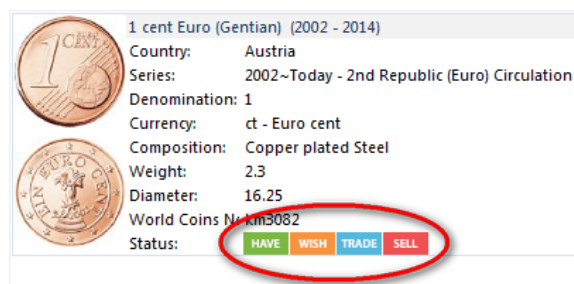 1 cent Euro (Gentian) (2002 - 2014)
Country: Austria
Series: 2002~Today - 2nd Republic (Euro) Circulation
Denomination: 1
Currency: ct - Euro cent
Composition: Copper plated Steel
Weight: 2.3
Diameter: 16.25
World Coins km3082
Status: HAVE WISH TRADE SELL
1 CENT
EIN EURO CENT